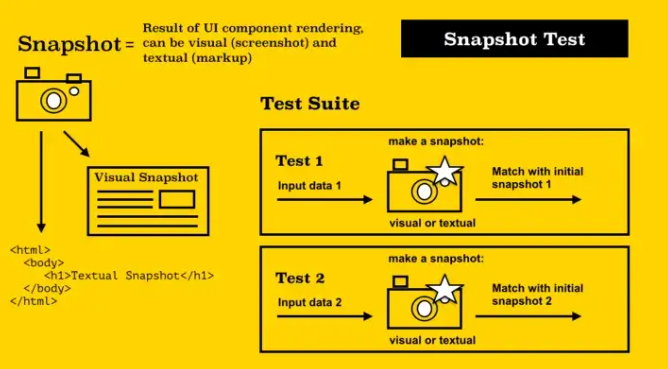 Snapshot =
Result of UI component rendering,
can be visual (screenshot) and
textual (markup)
Snapshot Test
Visual Snapshot
<html>
<body>
<h1>Textual Snapshot</h1>
</body>
</html>
Test Suite
Test 1
Input data 1
make a snapshot:
visual or textual
Match with initial
snapshot 1
Test 2
Input data 2
make a snapshot:
visual or textual
Match with initial
snapshot 2